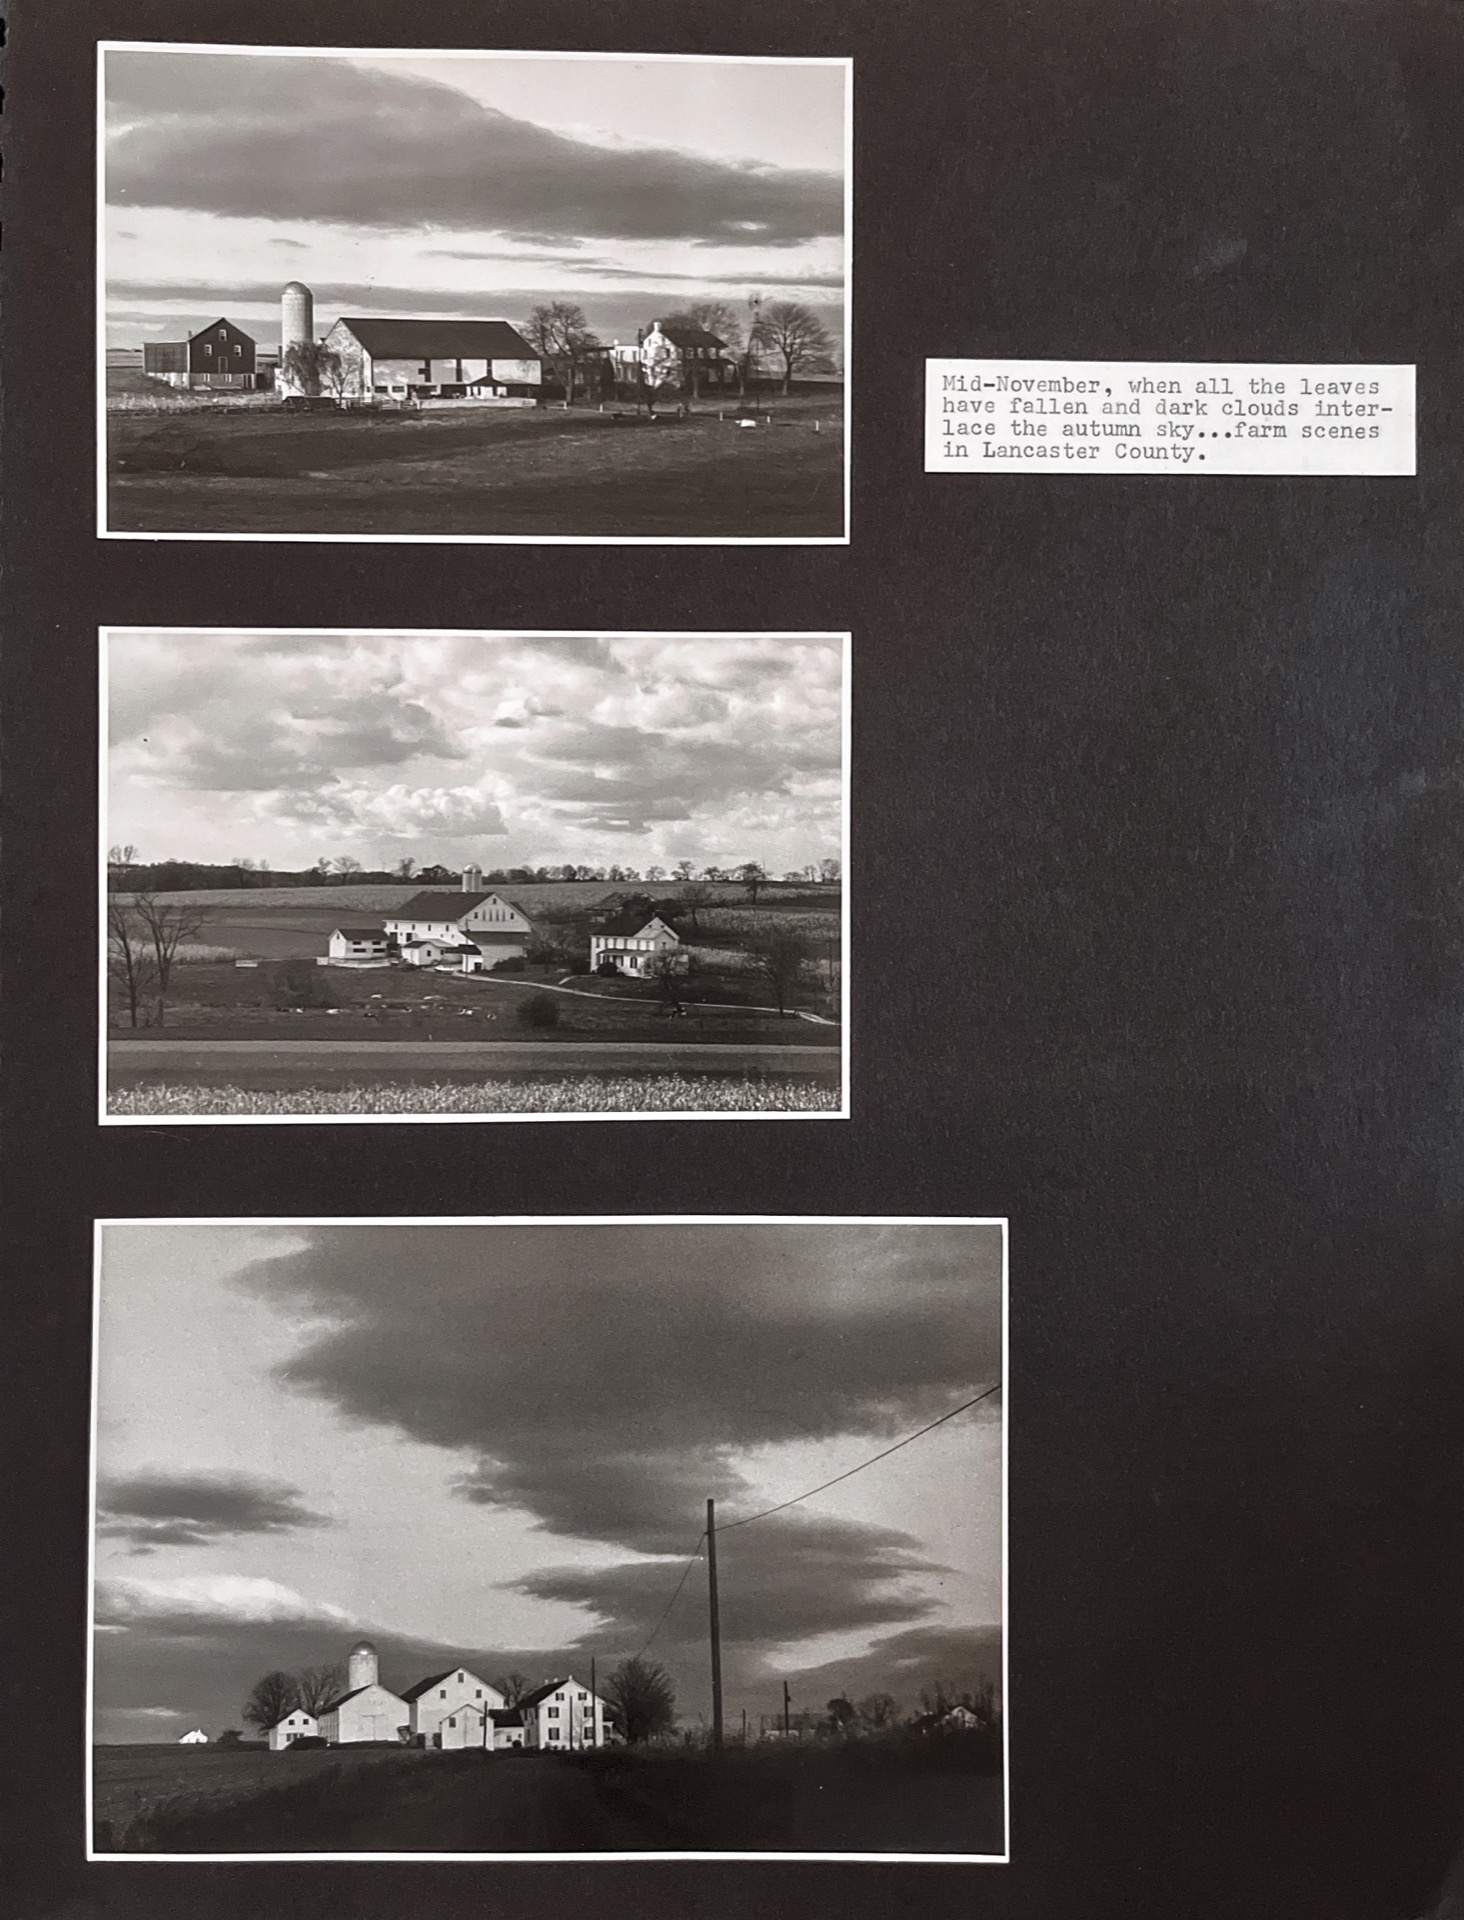 Mid-November, when all the leaves
have fallen and dark clouds inter-
lace the autumn sky...farm scenes
in Lancaster County.